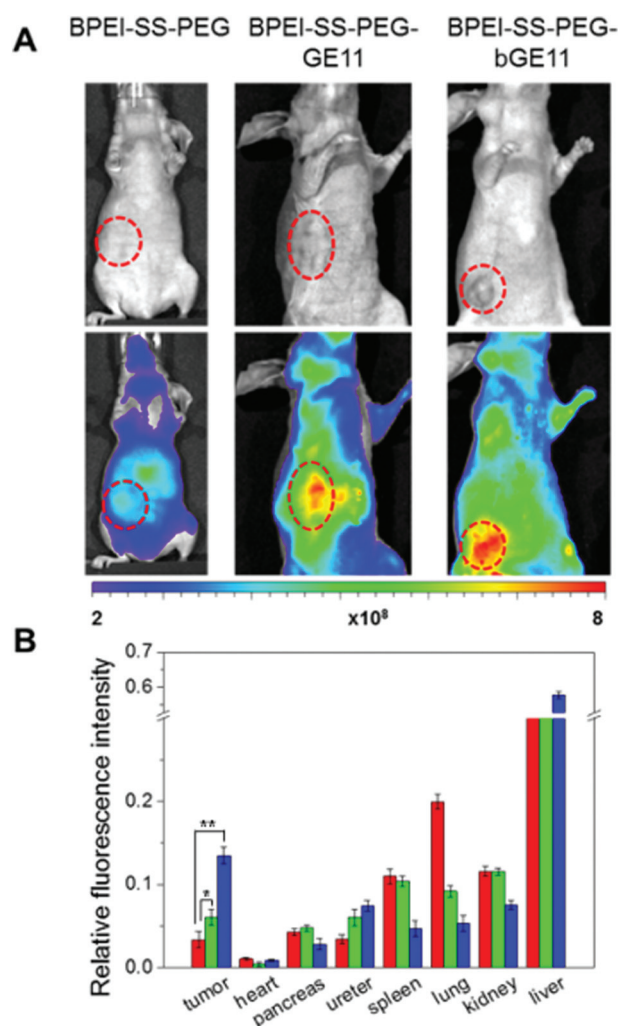 A
BPEI-SS-PEG
BPEI-SS-PEG-
GE11
BPEI-SS-PEG-
bGE11
2
x10⁸
8
B
Relative fluorescence intensity
0.7
0.6
0.2
0.1
0.0
**
*
tumor
heart
pancreas
ureter
spleen
lung
kidney
liver